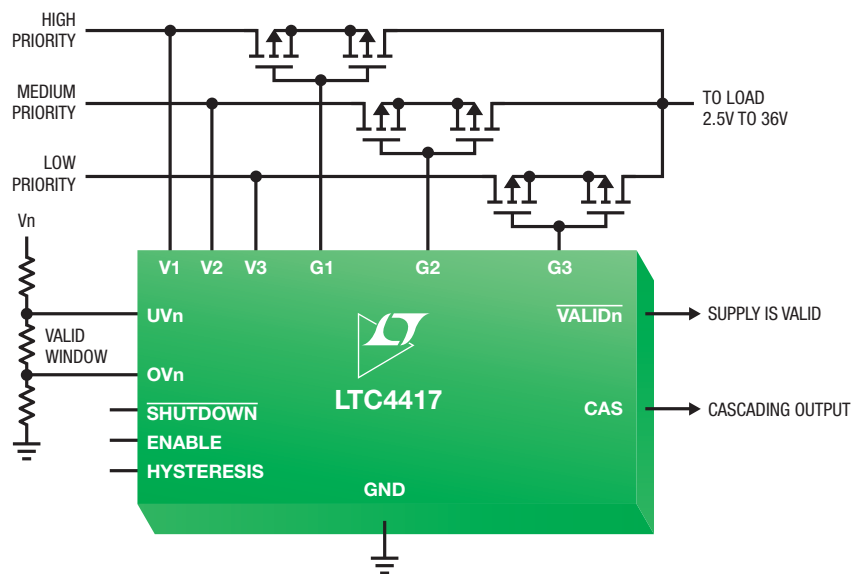 HIGH
PRIORITY
MEDIUM
PRIORITY
TO LOAD
2.5V TO 36V
LOW
PRIORITY
Vn
V1 V2 V3 G1 G2 G3
UVn
VALIDn
SUPPLY IS VALID
VALID
WINDOW
OVn
LTC4417
SHUTDOWN
CAS
CASCADING OUTPUT
ENABLE
HYSTERESIS
GND